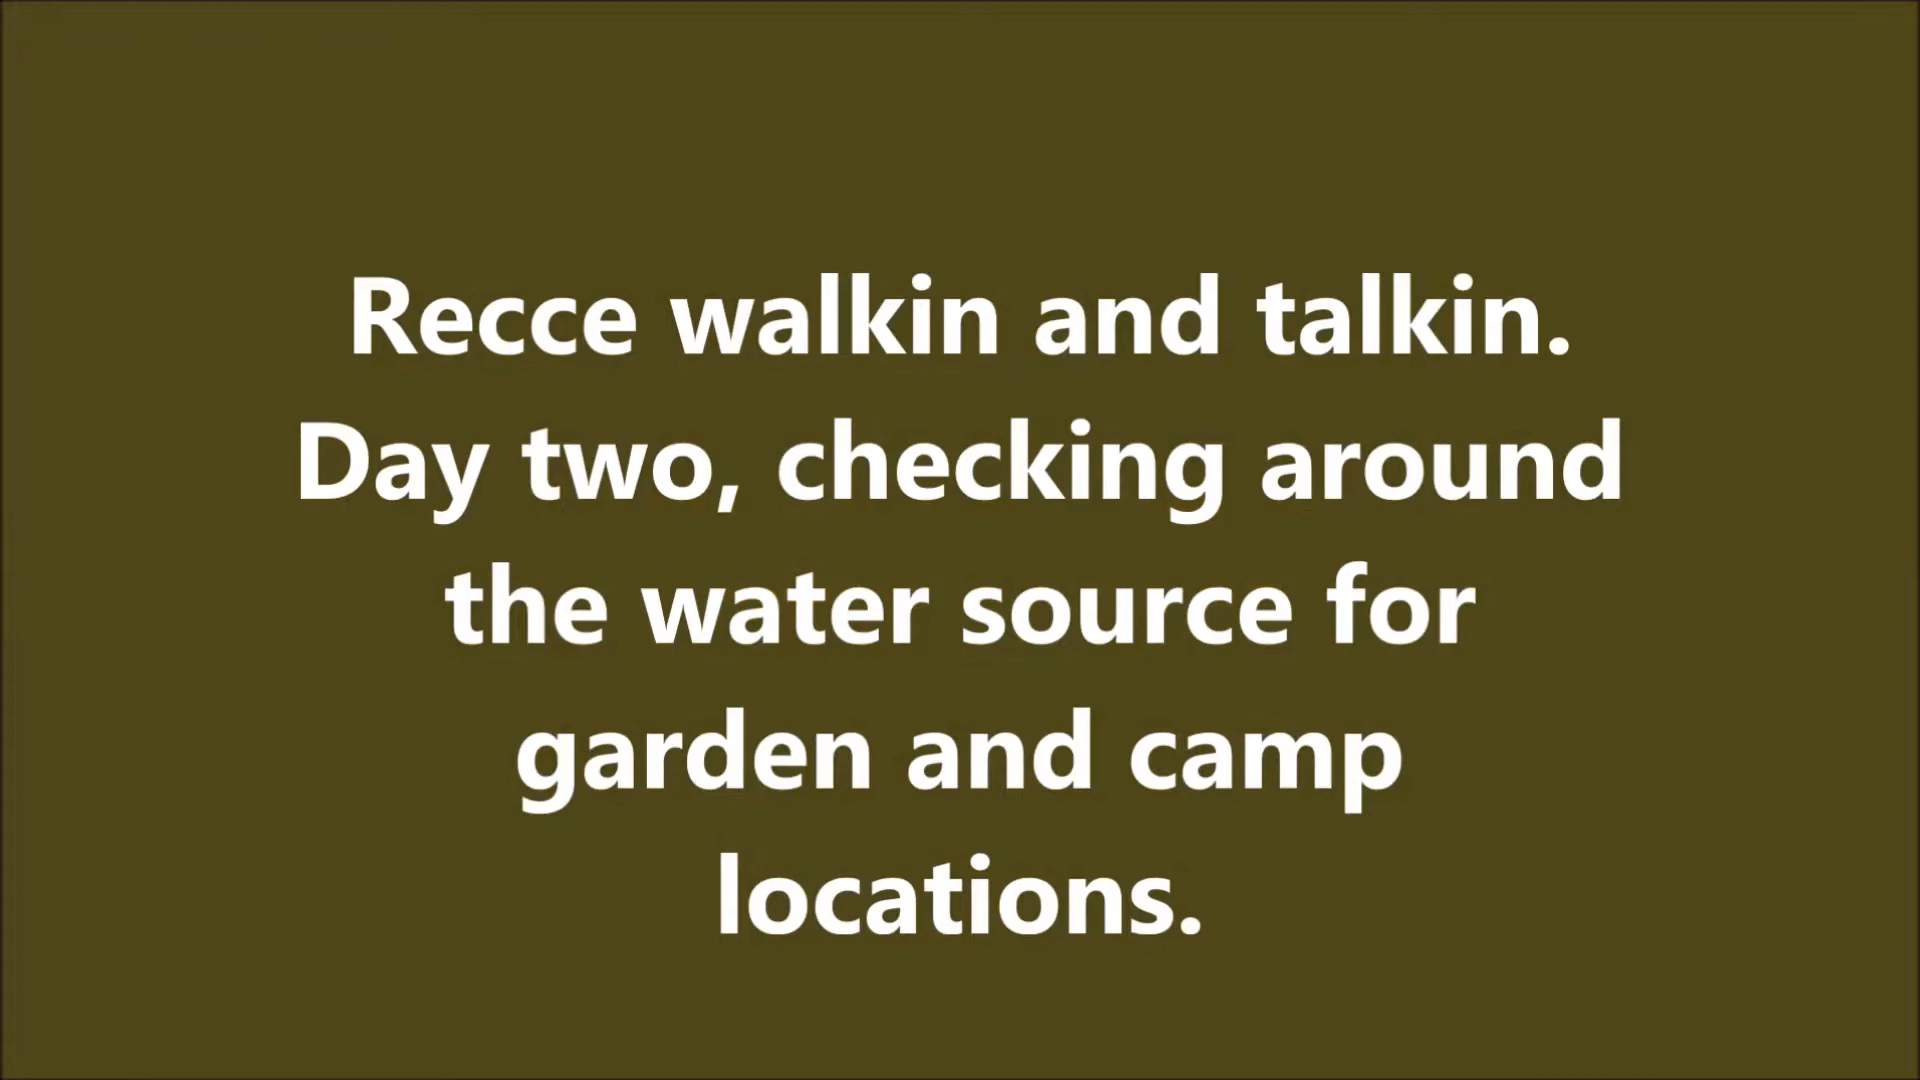 Recce walkin and talkin.
Day two, checking around
the water source for
garden and camp
locations.